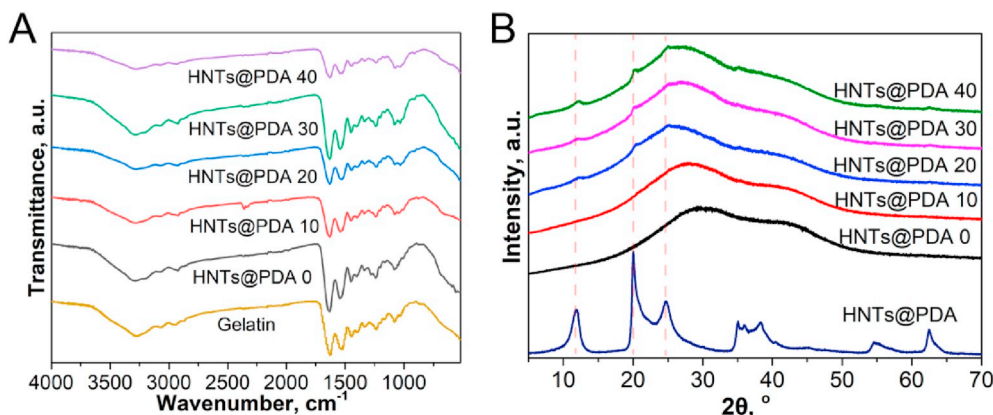 A
Transmittance, a.u.
HNTs@PDA 40
HNTs@PDA 30
HNTs@PDA 20
HNTs@PDA 10
HNTs@PDA 0
Gelatin
4000 3500 3000 2500 2000 1500 1000
Wavenumber, cm⁻¹
B
Intensity, a.u.
HNTs@PDA 40
HNTs@PDA 30
HNTs@PDA 20
HNTs@PDA 10
HNTs@PDA 0
HNTs@PDA
10 20 30 40 50 60 70
2θ, °